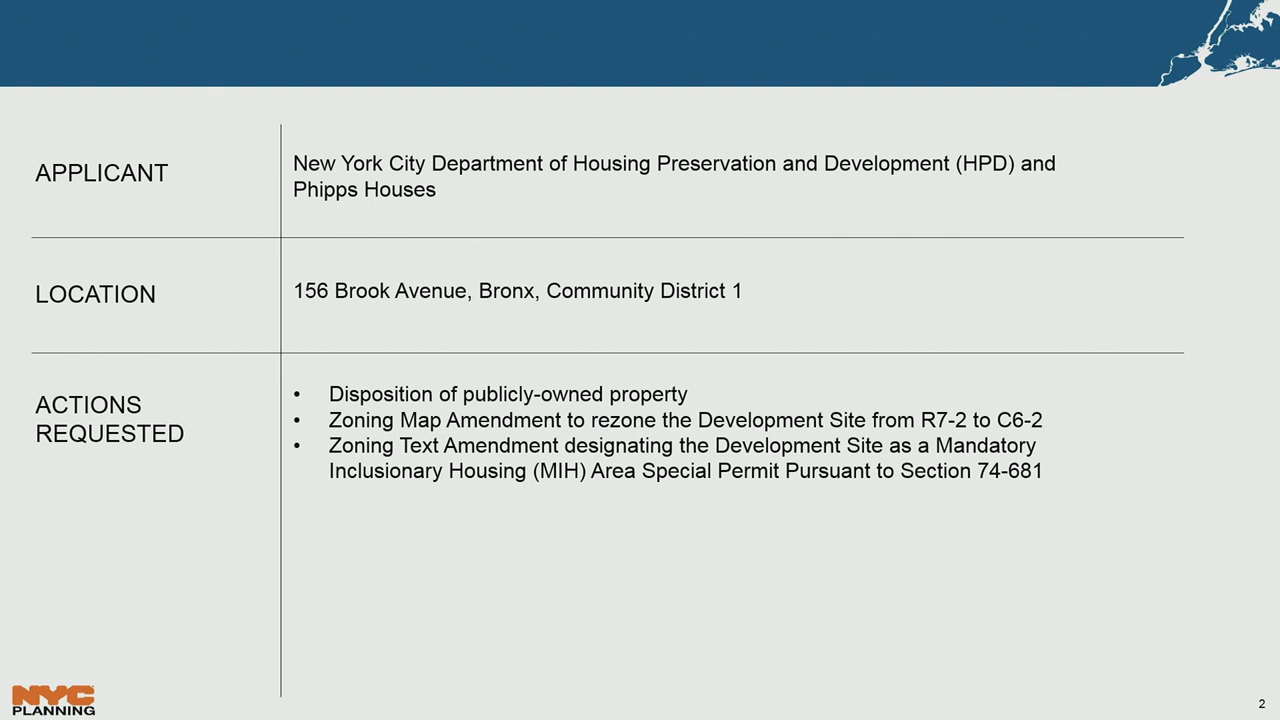 APPLICANT
New York City Department of Housing Preservation and Development (HPD) and
Phipps Houses
LOCATION
156 Brook Avenue, Bronx, Community District 1
ACTIONS
REQUESTED
• Disposition of publicly-owned property
• Zoning Map Amendment to rezone the Development Site from R7-2 to C6-2
• Zoning Text Amendment designating the Development Site as a Mandatory
Inclusionary Housing (MIH) Area Special Permit Pursuant to Section 74-681
NYC
PLANNING
2